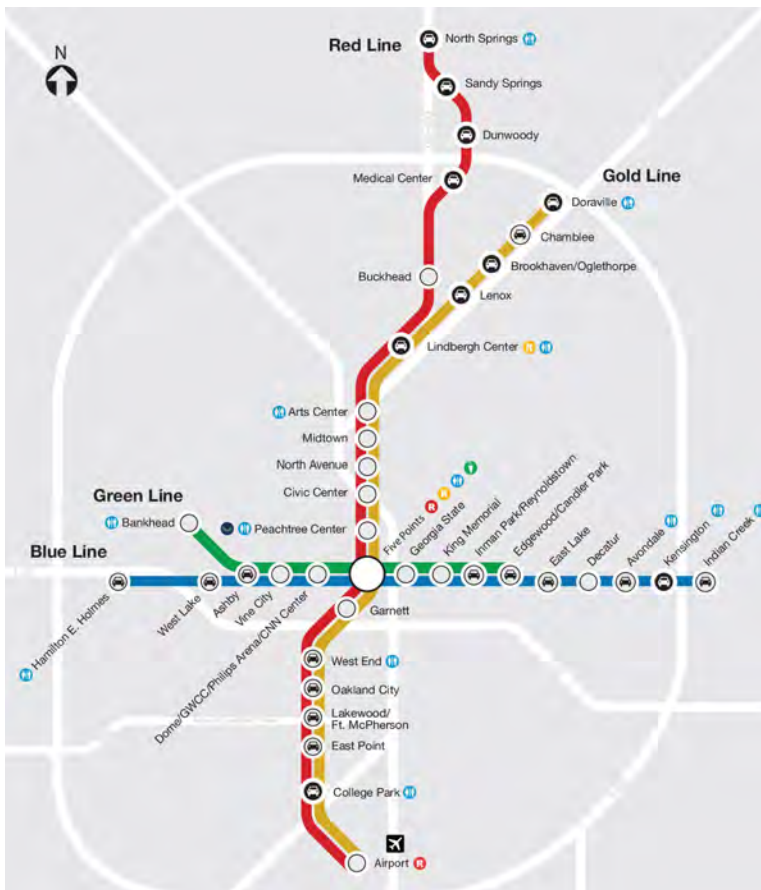 N
Red Line
North Springs
Sandy Springs
Dunwoody
Medical Center
Gold Line
Doraville
Chamblee
Brookhaven/Oglethorpe
Buckhead
Lenox
Lindbergh Center R
Arts Center
Midtown
North Avenue
Civic Center
Green Line
Bankhead
Peachtree Center
Five Points R R
Georgia State
King Memorial
Inman Park/Reynoldstown
Edgewood/Candler Park
East Lake
Decatur
Avondale
Kensington
Indian Creek
Blue Line
Hamilton E. Holmes
West Lake
Ashby
Vine City
Dome/GWCC/Philips Arena/CNN Center
Garnett
West End
Oakland City
Lakewood/
Ft. McPherson
East Point
College Park
Airport R